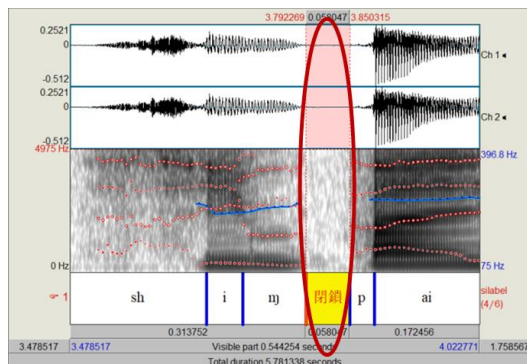 3.792269 0.058047 3.850315
0.2521
0
-0.512
Ch 1
0.2521
0
-0.512
Ch 2
4975 Hz
396.8 Hz
0 Hz
75 Hz
1 sh i ɱ 閉鎖 p ai silabel
(4/6)
0.313752 0.058047 0.172456
3.478517 3.478517 Visible part 0.544254 seconds 4.022771 1.758567
Total duration 5.781338 seconds